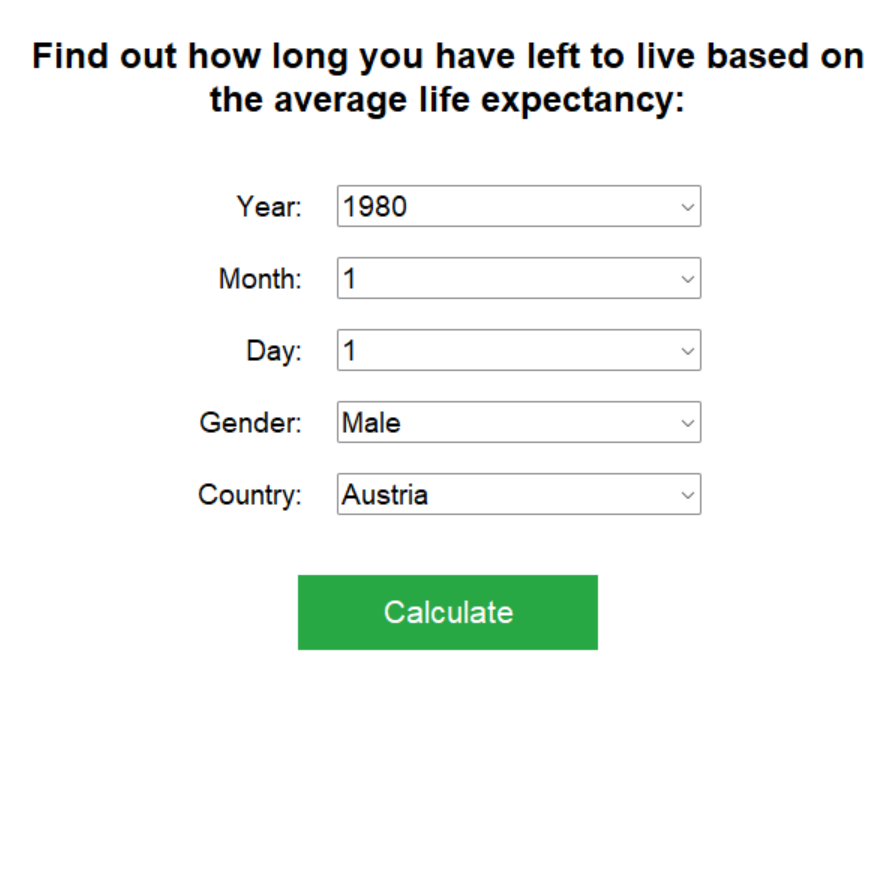 Find out how long you have left to live based on
the average life expectancy:
Year: 1980
Month: 1
Day: 1
Gender: Male
Country: Austria
Calculate